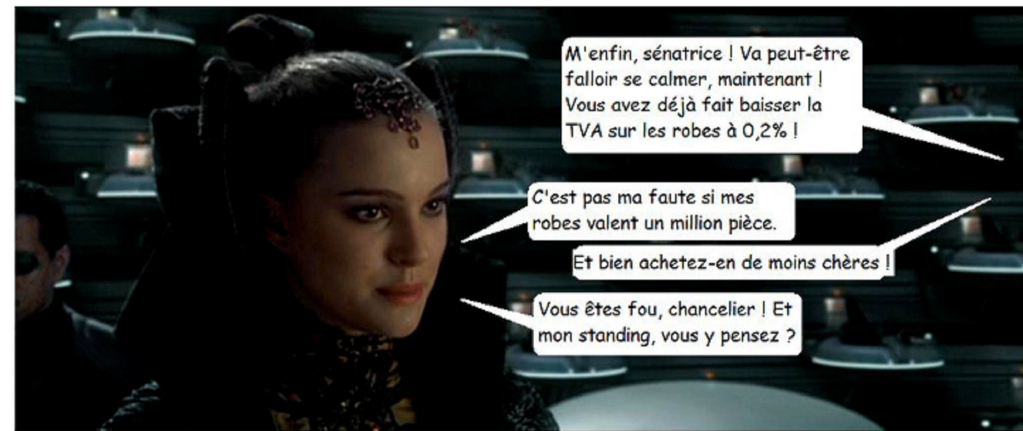 M'enfin, sénatrice ! Va peut-être
falloir se calmer, maintenant !
Vous avez déjà fait baisser la
TVA sur les robes à 0,2% !
C'est pas ma faute si mes
robes valent un million pièce.
Et bien achetez-en de moins chères !
Vous êtes fou, chancelier ! Et
mon standing, vous y pensez ?